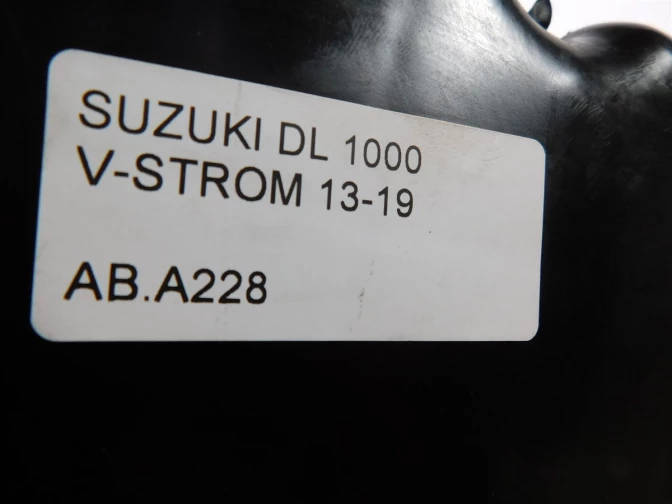 SUZUKI DL 1000
V-STROM 13-19
AB.A228